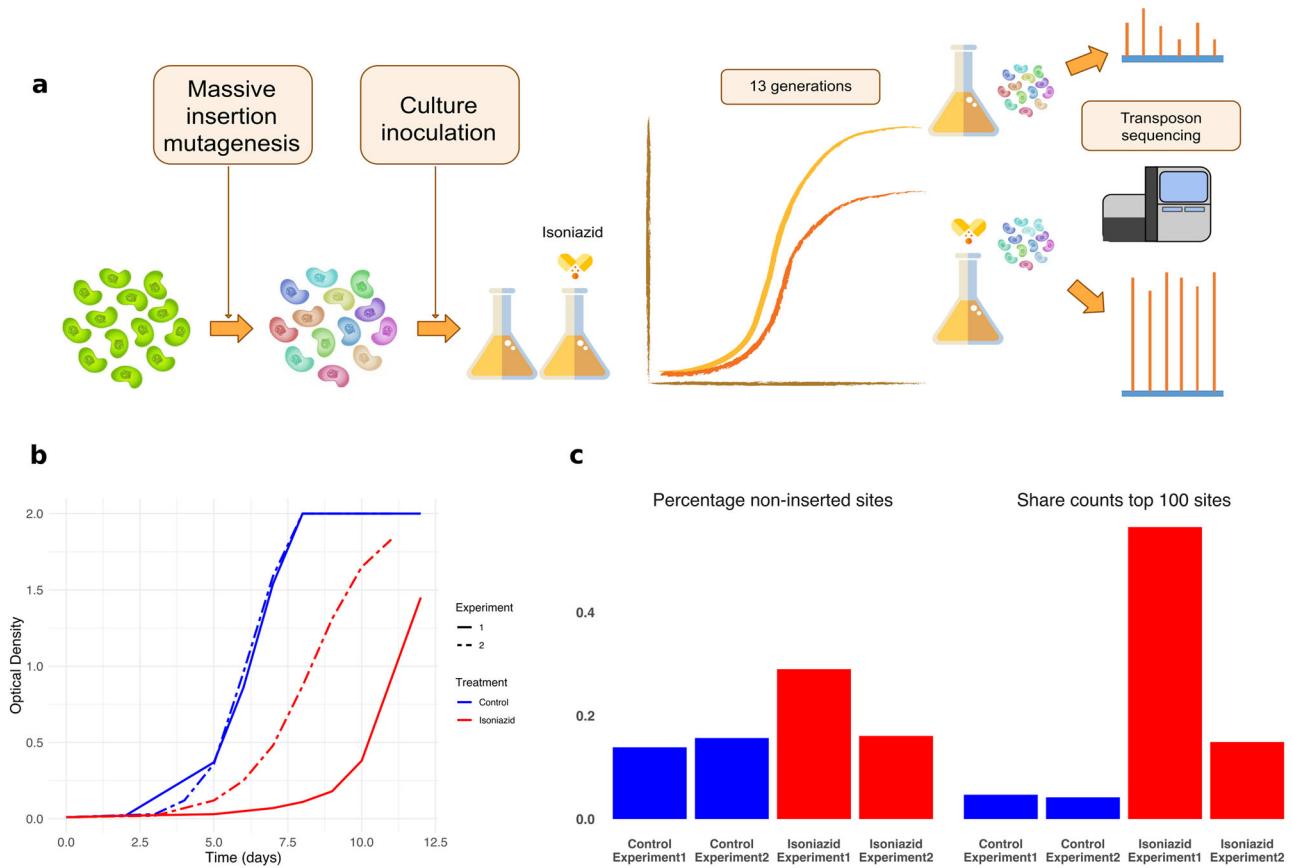 a
Massive
insertion
mutagenesis
Culture
inoculation
Isoniazid
13 generations
Transposon
sequencing
b
Optical Density
2.0
1.5
1.0
0.5
0.0
0.0
2.5
5.0
7.5
10.0
12.5
Time (days)
Experiment
1
2
Treatment
Control
Isoniazid
c
Percentage non-inserted sites
Share counts top 100 sites
0.4
0.2
0.0
Control
Experiment1
Control
Experiment2
Isoniazid
Experiment1
Isoniazid
Experiment2
Control
Experiment1
Control
Experiment2
Isoniazid
Experiment1
Isoniazid
Experiment2